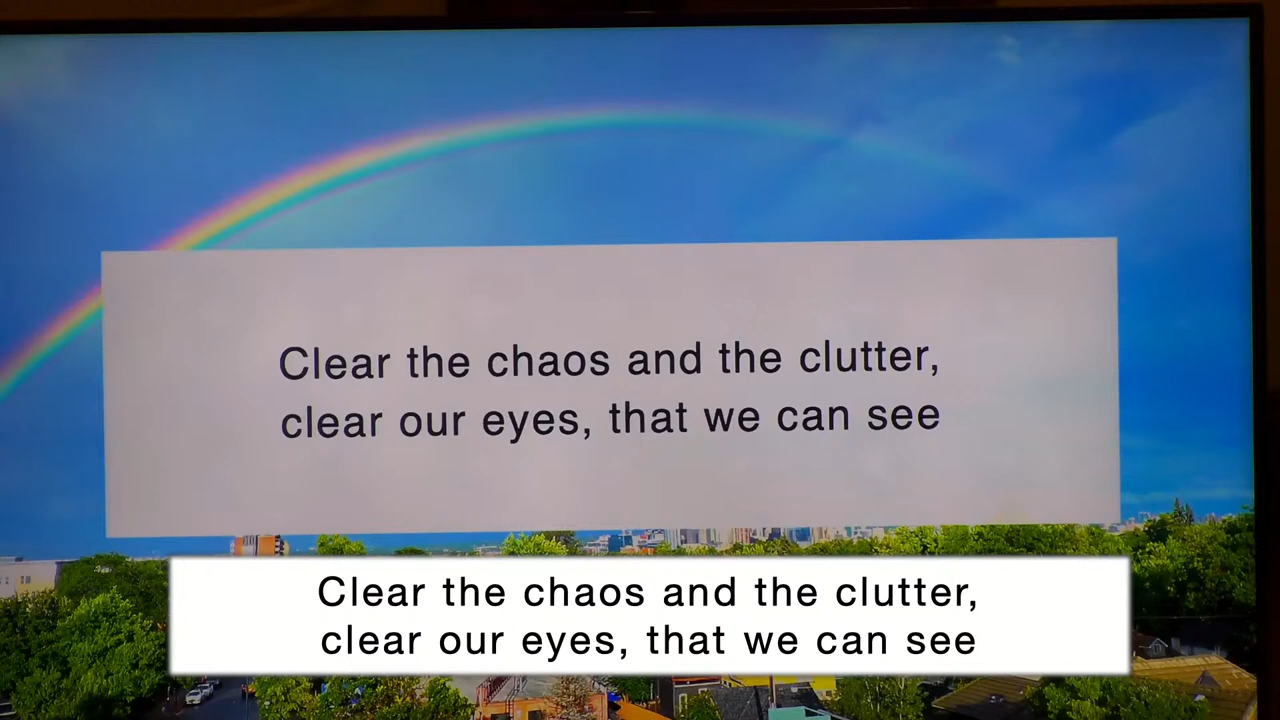 Clear the chaos and the clutter,
clear our eyes, that we can see
Clear the chaos and the clutter,
clear our eyes, that we can see